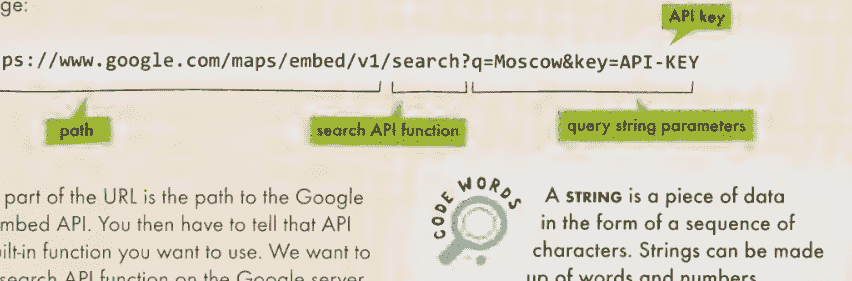 ge:
API key
ps://www.google.com/maps/embed/v1/search?q=Moscow&key=API-KEY
path
search API function
query string parameters
part of the URL is the path to the Google
mbed API. You then have to tell that API
uilt-in function you want to use. We want to
search API function on the Google server
CODE WORDS
A STRING is a piece of data
in the form of a sequence of
characters. Strings can be made
up of words and numbers